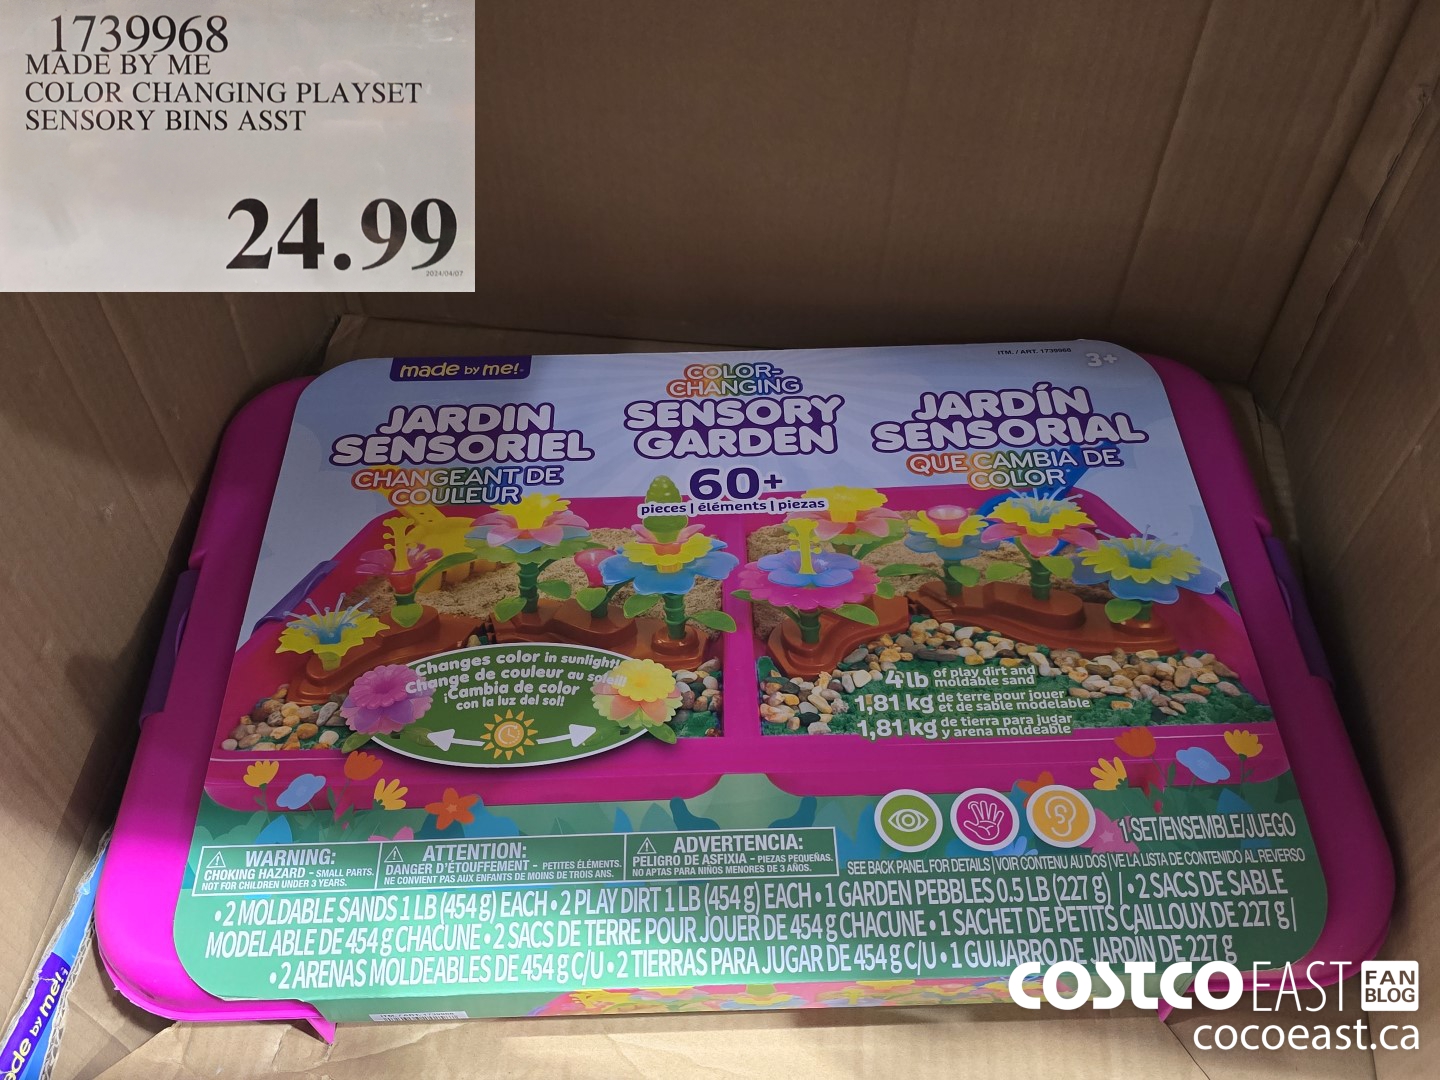 1739968
MADE BY ME
COLOR CHANGING PLAYSET
SENSORY BINS ASST
24.99
2024/04/07
made by me!
ITM. / ART. 1739968
3+
JARDIN
SENSORIEL
CHANGEANT DE
COULEUR
COLOR-
CHANGING
SENSORY
GARDEN
60+
pieces | éléments | piezas
JARDÍN
SENSORIAL
QUE CAMBIA DE
COLOR
Changes color in sunlight!
Change de couleur au soleil!
¡Cambia de color
con la luz del sol!
4 lb of play dirt and
moldable sand
1,81 kg de terre pour jouer
et de sable modelable
1,81 kg de tierra para jugar
y arena moldeable
WARNING:
CHOKING HAZARD - SMALL PARTS.
NOT FOR CHILDREN UNDER 3 YEARS.
ATTENTION:
DANGER D'ÉTOUFFEMENT - PETITES ÉLÉMENTS.
NE CONVIENT PAS AUX ENFANTS DE MOINS DE TROIS ANS.
ADVERTENCIA:
PELIGRO DE ASFIXIA - PIEZAS PEQUEÑAS.
NO APTAS PARA NIÑOS MENORES DE 3 AÑOS.
1 SET/ENSEMBLE/JUEGO
SEE BACK PANEL FOR DETAILS | VOIR CONTENU AU DOS | VE LA LISTA DE CONTENIDO AL REVERSO
• 2 MOLDABLE SANDS 1 LB (454 g) EACH • 2 PLAY DIRT 1 LB (454 g) EACH • 1 GARDEN PEBBLES 0.5 LB (227 g) | • 2 SACS DE SABLE
MODELABLE DE 454 g CHACUNE • 2 SACS DE TERRE POUR JOUER DE 454 g CHACUNE • 1 SACHET DE PETITS CAILLOUX DE 227 g |
• 2 ARENAS MOLDEABLES DE 454 g C/U • 2 TIERRAS PARA JUGAR DE 454 g C/U • 1 GUIJARRO DE JARDÍN DE 227 g
ITM. / ART. 1739968
de by me!
COSTCO EAST FAN
BLOG
cocoeast.ca